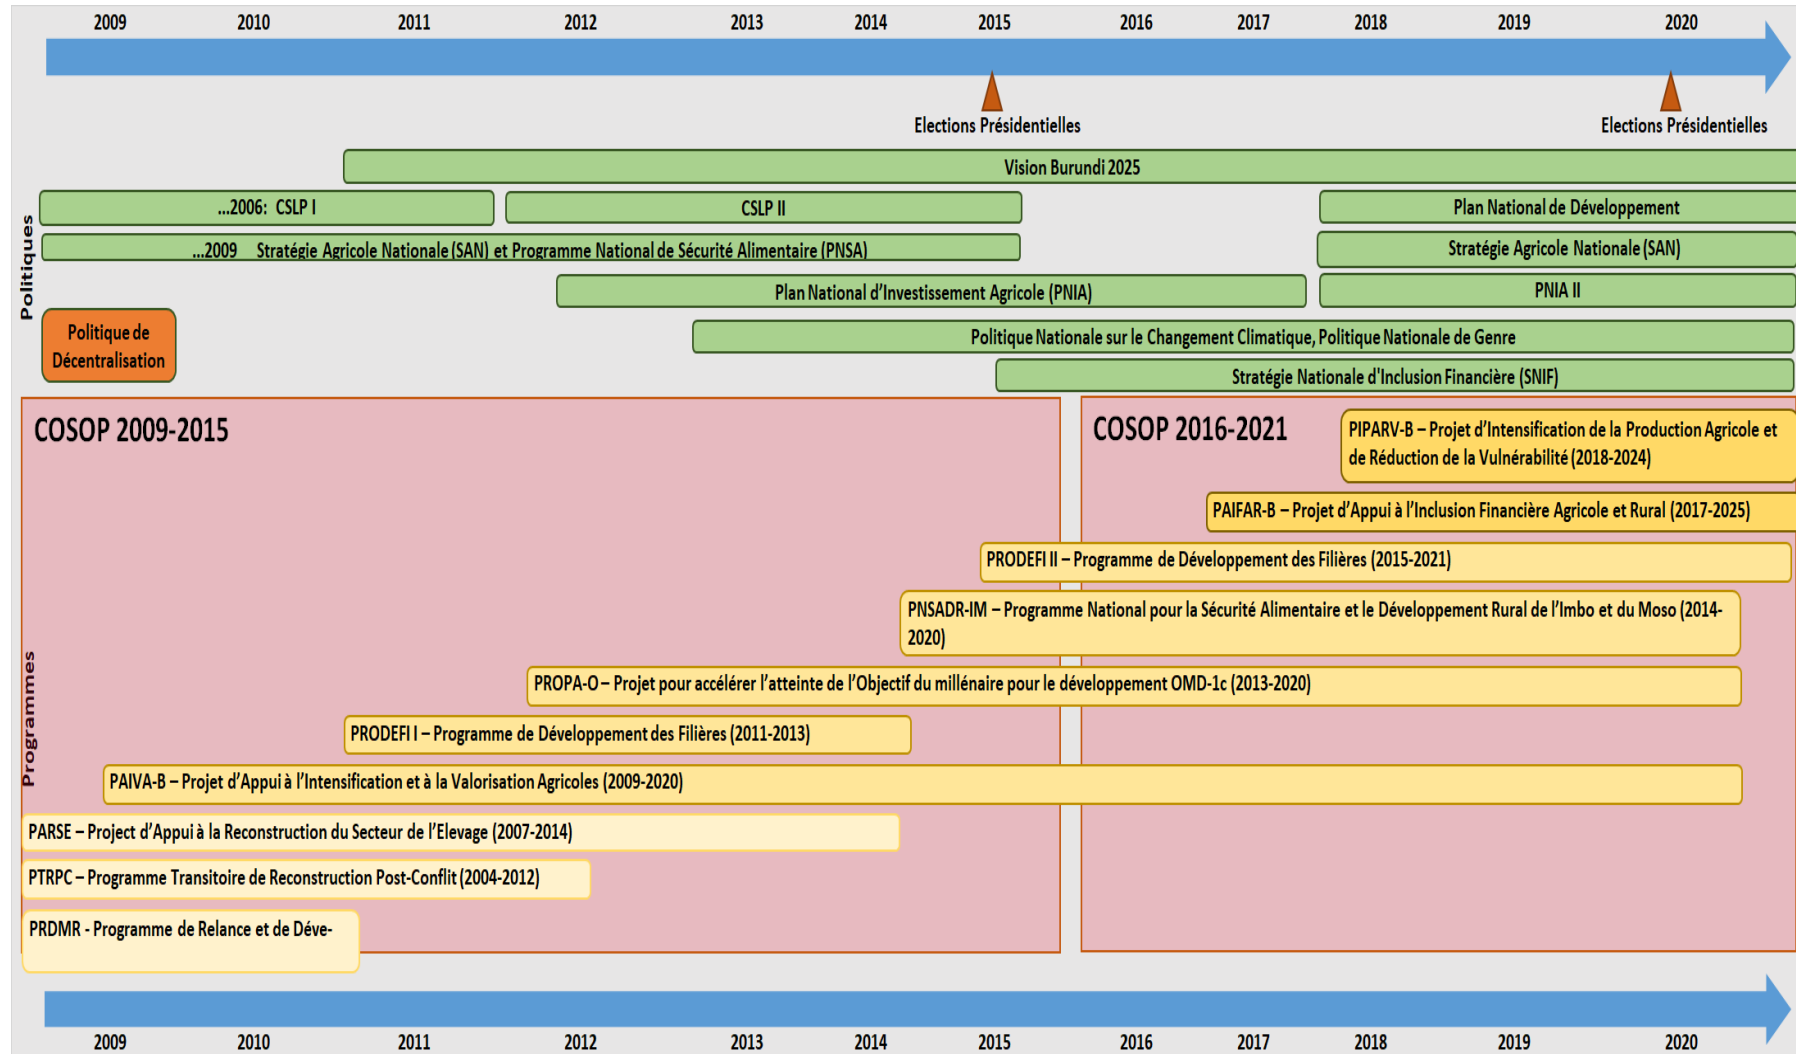 2009 2010 2011 2012 2013 2014 2015 2016 2017 2018 2019 2020
Elections Présidentielles
Elections Présidentielles
Politiques
Vision Burundi 2025
...2006: CSLP I
CSLP II
Plan National de Développement
...2009 Stratégie Agricole Nationale (SAN) et Programme National de Sécurité Alimentaire (PNSA)
Stratégie Agricole Nationale (SAN)
Plan National d'Investissement Agricole (PNIA)
PNIA II
Politique de
Décentralisation
Politique Nationale sur le Changement Climatique, Politique Nationale de Genre
Stratégie Nationale d'Inclusion Financière (SNIF)
Programmes
COSOP 2009-2015
COSOP 2016-2021
PIPARV-B – Projet d'Intensification de la Production Agricole et
de Réduction de la Vulnérabilité (2018-2024)
PAIFAR-B – Projet d'Appui à l'Inclusion Financière Agricole et Rural (2017-2025)
PRODEFI II – Programme de Développement des Filières (2015-2021)
PNSADR-IM – Programme National pour la Sécurité Alimentaire et le Développement Rural de l'Imbo et du Moso (2014-
2020)
PROPA-O – Projet pour accélérer l'atteinte de l'Objectif du millénaire pour le développement OMD-1c (2013-2020)
PRODEFI I – Programme de Développement des Filières (2011-2013)
PAIVA-B – Projet d'Appui à l'Intensification et à la Valorisation Agricoles (2009-2020)
PARSE – Project d'Appui à la Reconstruction du Secteur de l'Elevage (2007-2014)
PTRPC – Programme Transitoire de Reconstruction Post-Conflit (2004-2012)
PRDMR - Programme de Relance et de Déve-
2009 2010 2011 2012 2013 2014 2015 2016 2017 2018 2019 2020